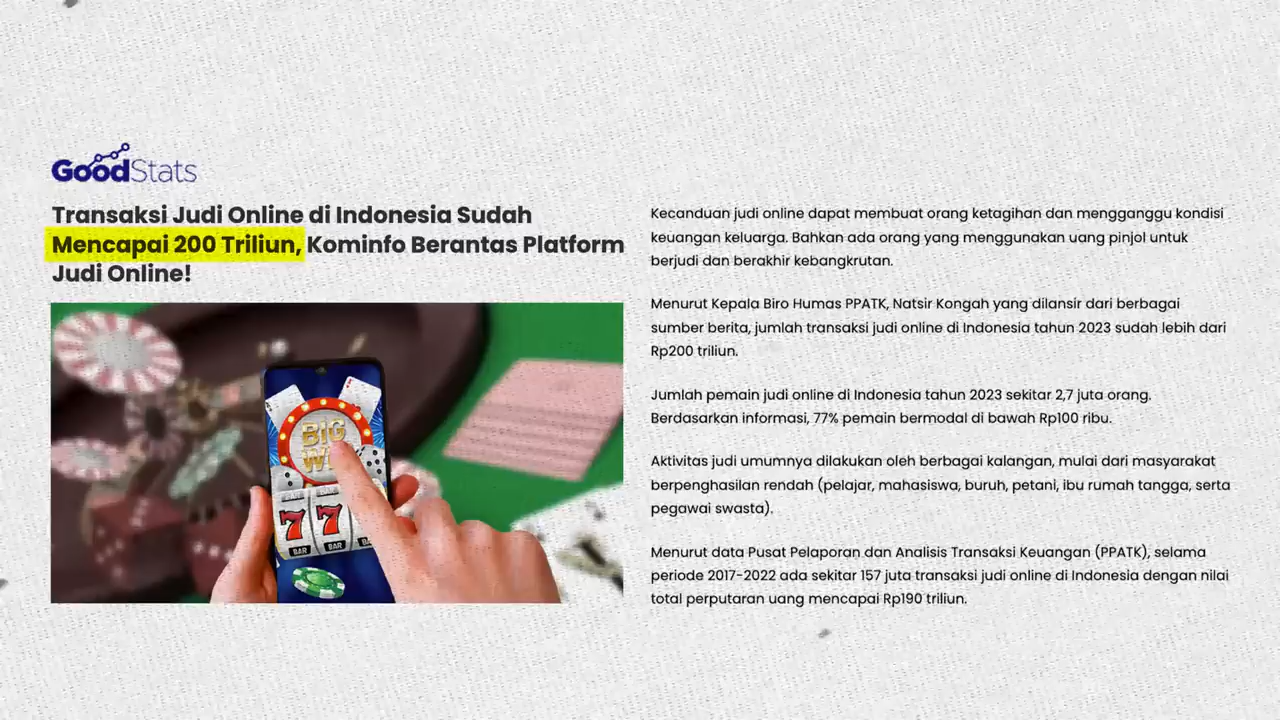 GoodStats
Transaksi Judi Online di Indonesia Sudah
Mencapai 200 Triliun, Kominfo Berantas Platform
Judi Online!
BIG
WIN
BAR
BAR
7
7
BAR
BAR
BAR
Kecanduan judi online dapat membuat orang ketagihan dan mengganggu kondisi
keuangan keluarga. Bahkan ada orang yang menggunakan uang pinjol untuk
berjudi dan berakhir kebangkrutan.
Menurut Kepala Biro Humas PPATK, Natsir Kongah yang dilansir dari berbagai
sumber berita, jumlah transaksi judi online di Indonesia tahun 2023 sudah lebih dari
Rp200 triliun.
Jumlah pemain judi online di Indonesia tahun 2023 sekitar 2,7 juta orang.
Berdasarkan informasi, 77% pemain bermodal di bawah Rp100 ribu.
Aktivitas judi umumnya dilakukan oleh berbagai kalangan, mulai dari masyarakat
berpenghasilan rendah (pelajar, mahasiswa, buruh, petani, ibu rumah tangga, serta
pegawai swasta).
Menurut data Pusat Pelaporan dan Analisis Transaksi Keuangan (PPATK), selama
periode 2017-2022 ada sekitar 157 juta transaksi judi online di Indonesia dengan nilai
total perputaran uang mencapai Rp190 triliun.